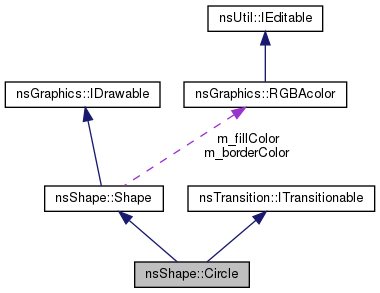 nsUtil::IEditable
nsGraphics::IDrawable
nsGraphics::RGBAcolor
m_fillColor
m_borderColor
nsShape::Shape
nsTransition::ITransitionable
nsShape::Circle